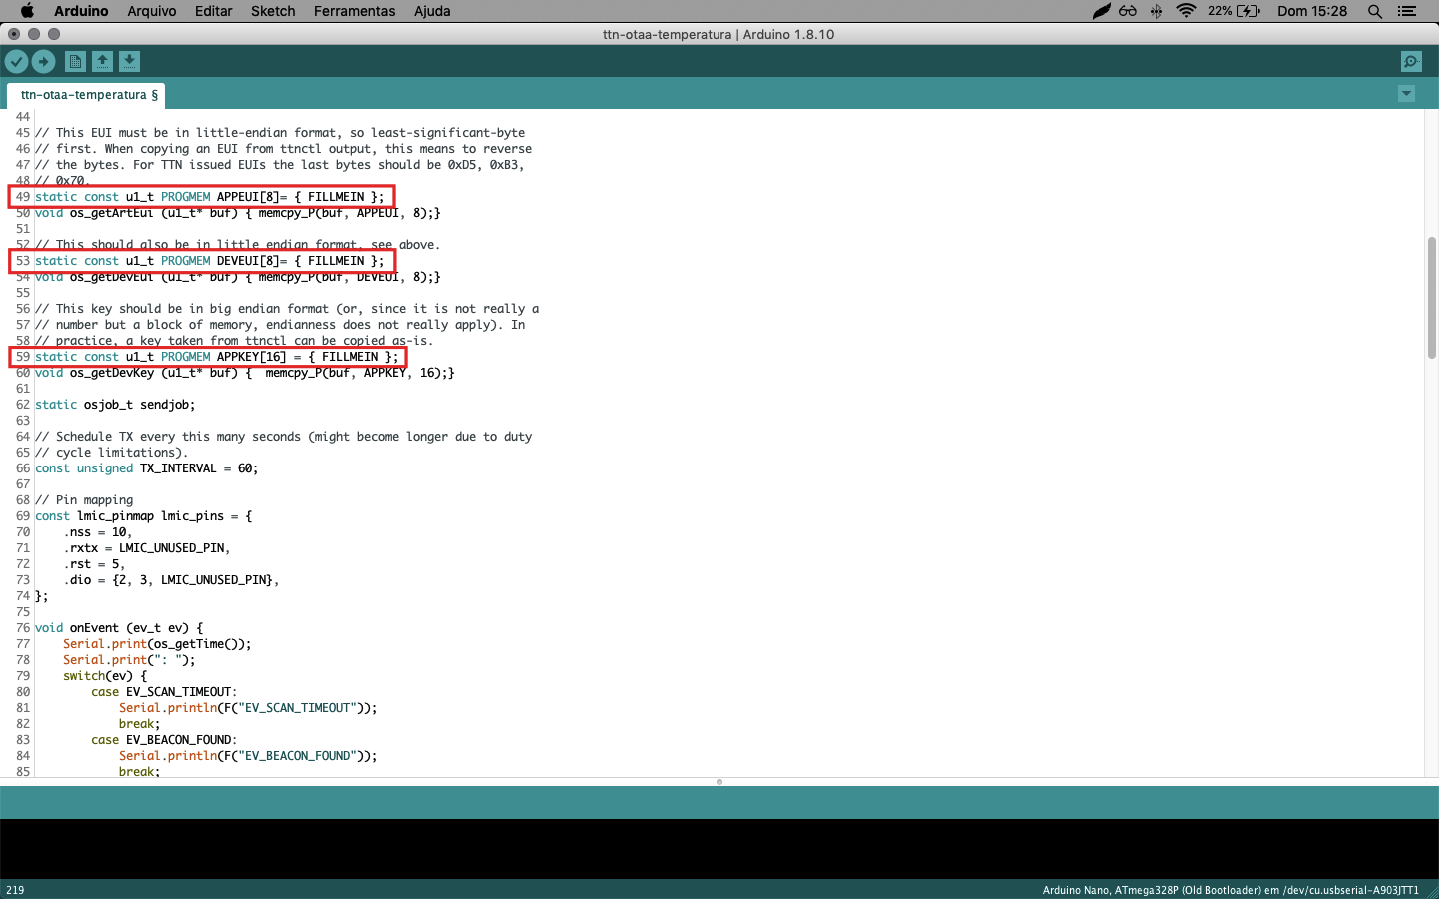 Arduino Arquivo Editar Sketch Ferramentas Ajuda 22% Dom 15:28
ttn-otaa-temperatura | Arduino 1.8.10
ttn-otaa-temperatura §
44
45 // This EUI must be in little-endian format, so least-significant-byte
46 // first. When copying an EUI from ttnctl output, this means to reverse
47 // the bytes. For TTN issued EUIs the last bytes should be 0xD5, 0xB3,
48 // 0x70.
49 static const u1_t PROGMEM APPEUI[8]= { FILLMEIN };
50 void os_getArtEui (u1_t* buf) { memcpy_P(buf, APPEUI, 8);}
51
52 // This should also be in little endian format, see above.
53 static const u1_t PROGMEM DEVEUI[8]= { FILLMEIN };
54 void os_getDevEui (u1_t* buf) { memcpy_P(buf, DEVEUI, 8);}
55
56 // This key should be in big endian format (or, since it is not really a
57 // number but a block of memory, endianness does not really apply). In
58 // practice, a key taken from ttnctl can be copied as-is.
59 static const u1_t PROGMEM APPKEY[16] = { FILLMEIN };
60 void os_getDevKey (u1_t* buf) {  memcpy_P(buf, APPKEY, 16);}
61
62 static osjob_t sendjob;
63
64 // Schedule TX every this many seconds (might become longer due to duty
65 // cycle limitations).
66 const unsigned TX_INTERVAL = 60;
67
68 // Pin mapping
69 const lmic_pinmap lmic_pins = {
70     .nss = 10,
71     .rxtx = LMIC_UNUSED_PIN,
72     .rst = 5,
73     .dio = {2, 3, LMIC_UNUSED_PIN},
74 };
75
76 void onEvent (ev_t ev) {
77     Serial.print(os_getTime());
78     Serial.print(": ");
79     switch(ev) {
80         case EV_SCAN_TIMEOUT:
81             Serial.println(F("EV_SCAN_TIMEOUT"));
82             break;
83         case EV_BEACON_FOUND:
84             Serial.println(F("EV_BEACON_FOUND"));
85             break;
219 Arduino Nano, ATmega328P (Old Bootloader) em /dev/cu.usbserial-A903JTT1